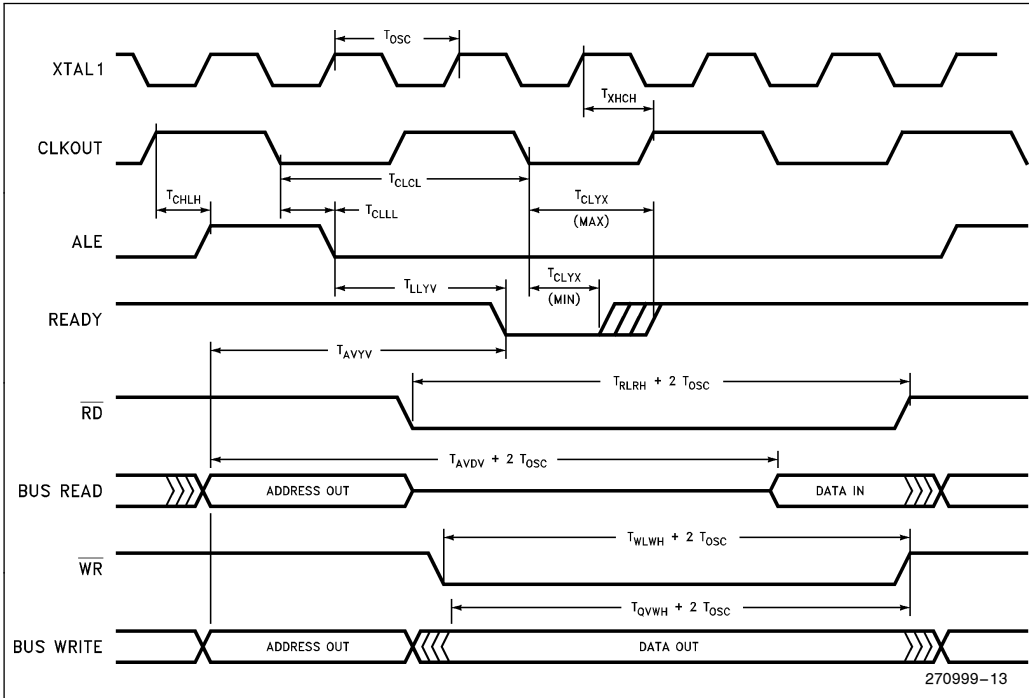 T_OSC
XTAL1
T_XHCH
CLKOUT
T_CLCL
T_CHLH
T_CLLL
T_CLYX
(MAX)
ALE
T_LLYV
T_CLYX
(MIN)
READY
T_AVYV
T_RLRH + 2 T_OSC
RD
T_AVDV + 2 T_OSC
BUS READ
ADDRESS OUT
DATA IN
T_WLWH + 2 T_OSC
WR
T_QVWH + 2 T_OSC
BUS WRITE
ADDRESS OUT
DATA OUT
270999-13